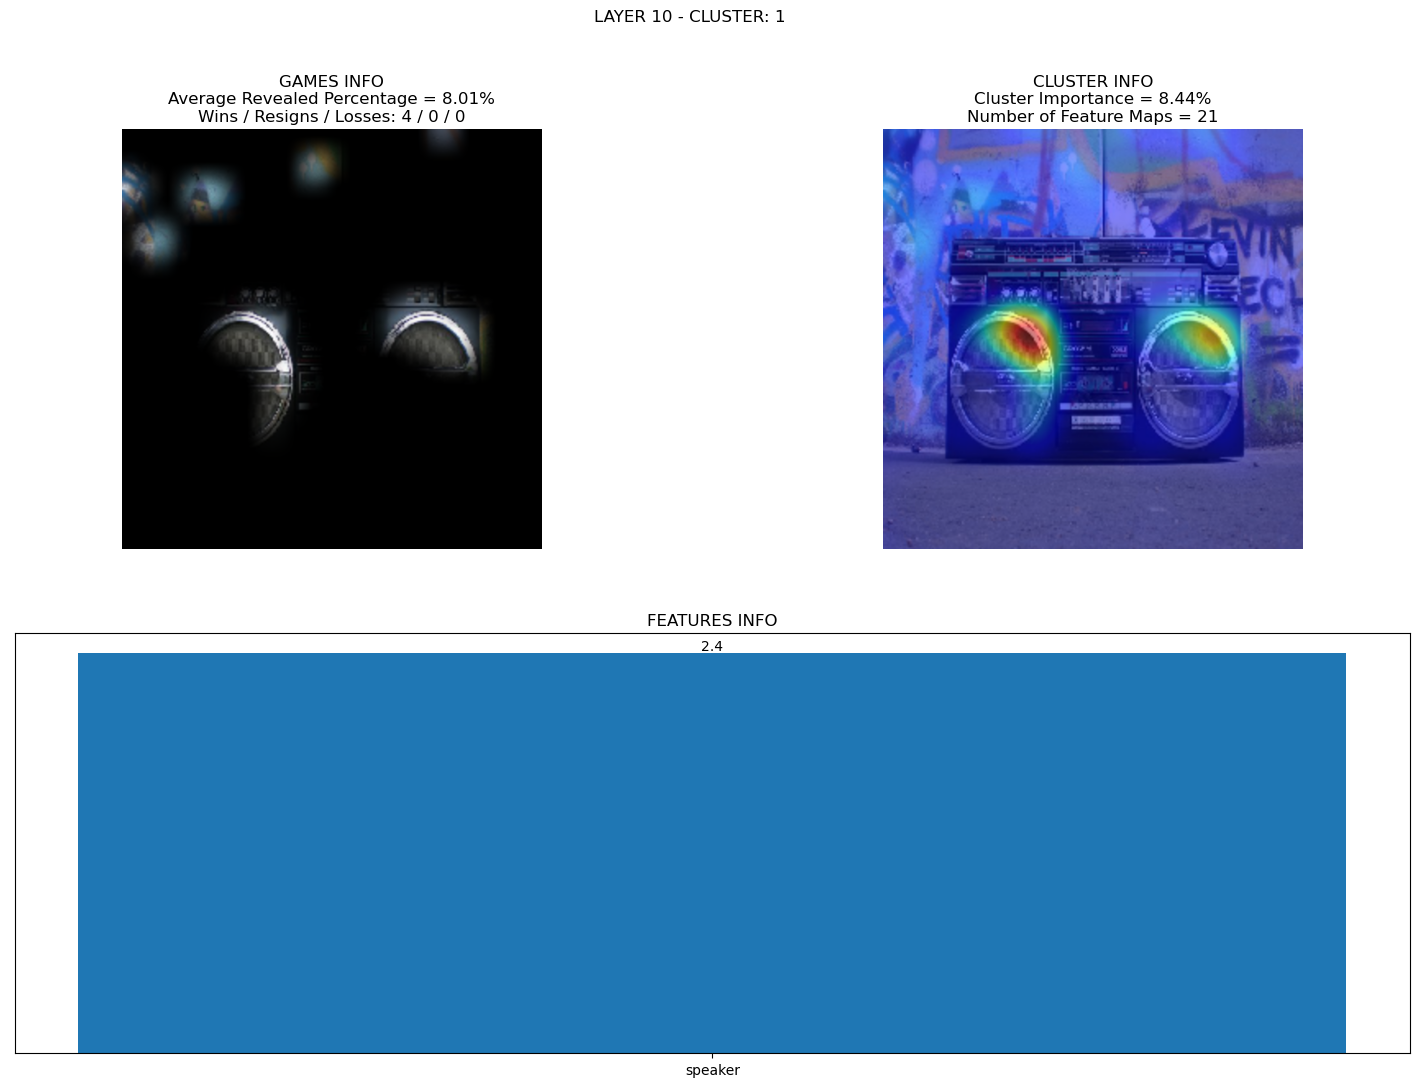 LAYER 10 - CLUSTER: 1
GAMES INFO
Average Revealed Percentage = 8.01%
Wins / Resigns / Losses: 4 / 0 / 0
CLUSTER INFO
Cluster Importance = 8.44%
Number of Feature Maps = 21
EVIN
FEATURES INFO
2.4
speaker